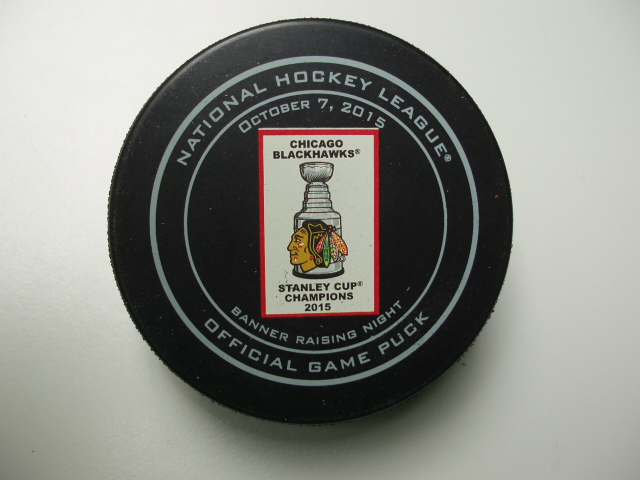 NATIONAL HOCKEY LEAGUE®
OCTOBER 7, 2015
CHICAGO
BLACKHAWKS®
STANLEY CUP®
CHAMPIONS
2015
BANNER RAISING NIGHT
OFFICIAL GAME PUCK